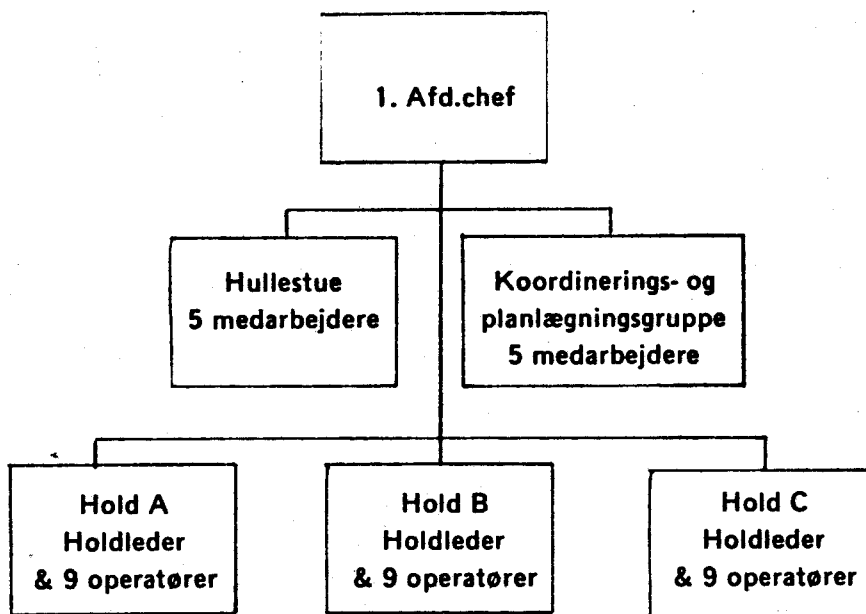 1. Afd.chef
Hullestue
5 medarbejdere
Koordinerings- og
planlægningsgruppe
5 medarbejdere
Hold A
Holdleder
& 9 operatører
Hold B
Holdleder
& 9 operatører
Hold C
Holdleder
& 9 operatører